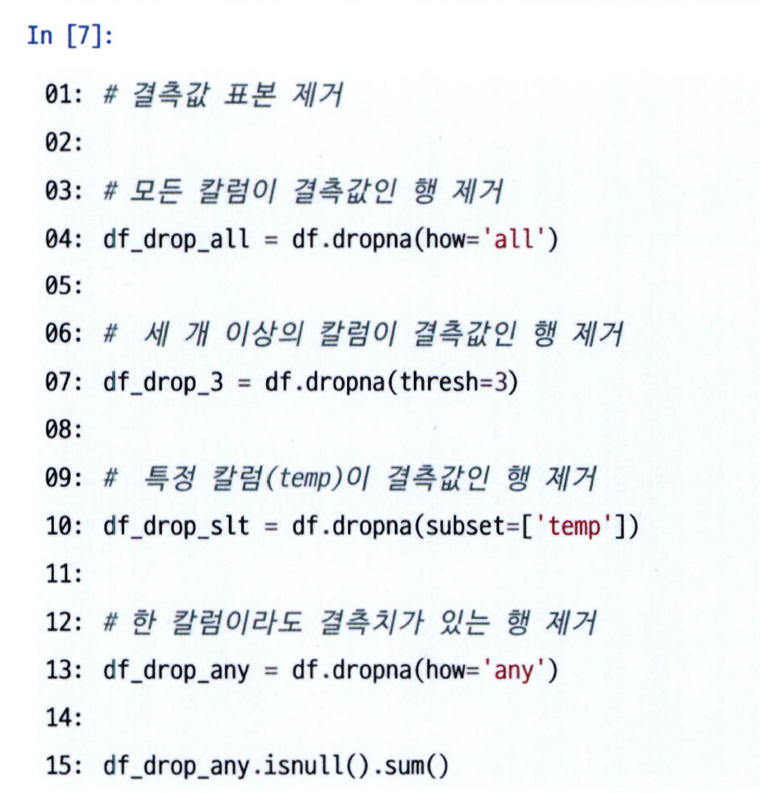 In [7]:
01: # 결측값 표본 제거
02:
03: # 모든 칼럼이 결측값인 행 제거
04: df_drop_all = df.dropna(how='all')
05:
06: #  세 개 이상의 칼럼이 결측값인 행 제거
07: df_drop_3 = df.dropna(thresh=3)
08:
09: #  특정 칼럼(temp)이 결측값인 행 제거
10: df_drop_slt = df.dropna(subset=['temp'])
11:
12: # 한 칼럼이라도 결측치가 있는 행 제거
13: df_drop_any = df.dropna(how='any')
14:
15: df_drop_any.isnull().sum()